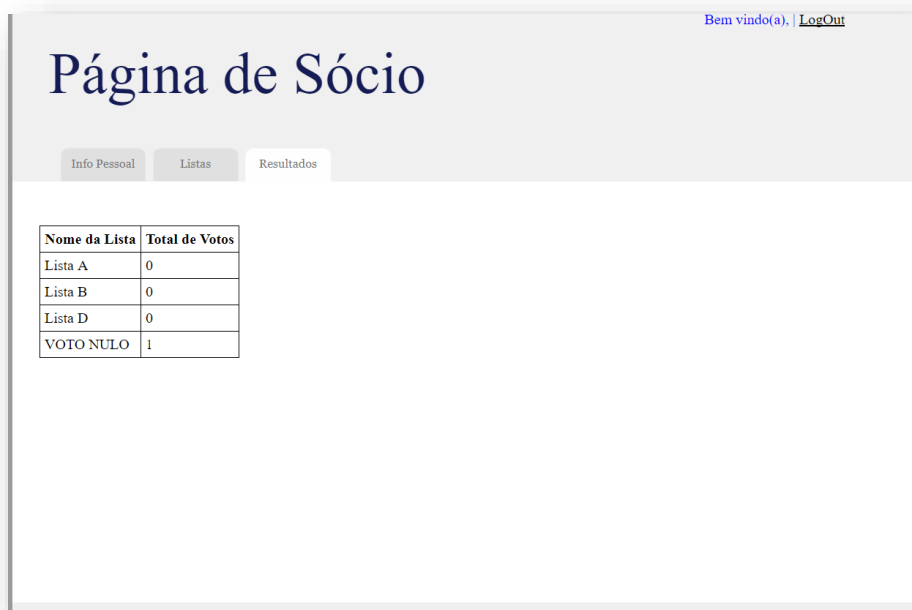 Bem vindo(a), | LogOut
Página de Sócio
Info Pessoal Listas Resultados
Nome da Lista Total de Votos
Lista A 0
Lista B 0
Lista D 0
VOTO NULO 1